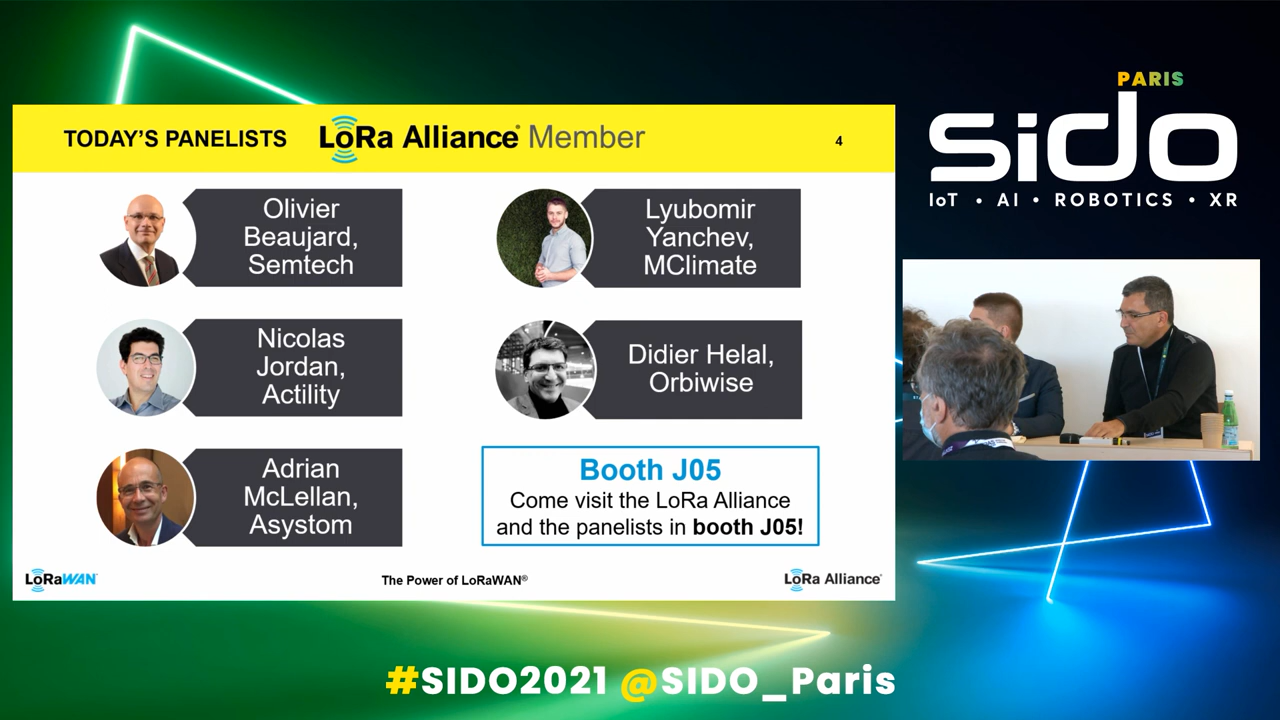 PARIS
sido
IoT • AI • ROBOTICS • XR
TODAY'S PANELISTS
LoRa Alliance® Member
4
Olivier
Beaujard,
Semtech
Lyubomir
Yanchev,
MClimate
Nicolas
Jordan,
Actility
Didier Helal,
Orbiwise
Adrian
McLellan,
Asystom
Booth J05
Come visit the LoRa Alliance
and the panelists in booth J05!
LoRaWAN™
The Power of LoRaWAN®
LoRa Alliance®
#SIDO2021 @SIDO_Paris